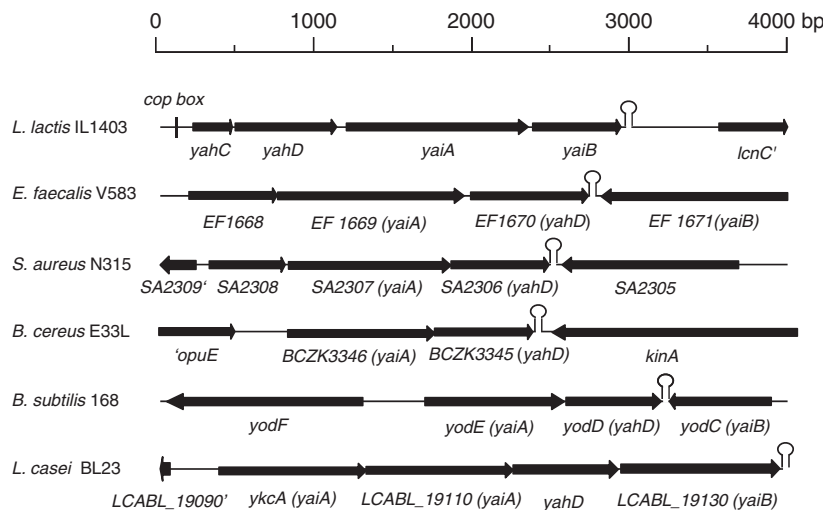 0 1000 2000 3000 4000 bp
cop box
L. lactis IL1403
yahC yahD yaiA yaiB lcnC'
E. faecalis V583
EF1668 EF 1669 (yaiA) EF1670 (yahD) EF 1671(yaiB)
S. aureus N315
SA2309‘ SA2308 SA2307 (yaiA) SA2306 (yahD) SA2305
B. cereus E33L
‘opuE BCZK3346 (yaiA) BCZK3345 (yahD) kinA
B. subtilis 168
yodF yodE (yaiA) yodD (yahD) yodC (yaiB)
L. casei BL23
LCABL_19090’ ykcA (yaiA) LCABL_19110 (yaiA) yahD LCABL_19130 (yaiB)